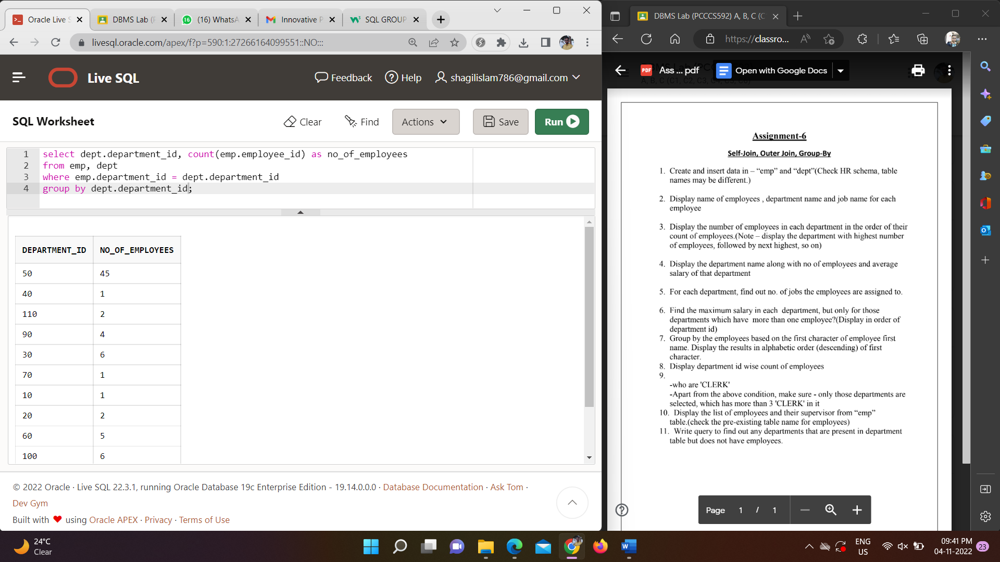 Oracle Live S
DBMS Lab (F
(16) WhatsA
Innovative P
SQL GROUP
livesql.oracle.com/apex/f?p=590:1:27266164099551::NO:::
Live SQL
Feedback
Help
shagilislam786@gmail.com
SQL Worksheet
Clear
Find
Actions
Save
Run
1 select dept.department_id, count(emp.employee_id) as no_of_employees
2 from emp, dept
3 where emp.department_id = dept.department_id
4 group by dept.department_id;
DEPARTMENT_ID NO_OF_EMPLOYEES
50 45
40 1
110 2
90 4
30 6
70 1
10 1
20 2
60 5
100 6
© 2022 Oracle · Live SQL 22.3.1, running Oracle Database 19c Enterprise Edition - 19.14.0.0.0 · Database Documentation · Ask Tom ·
Dev Gym
Built with ❤ using Oracle APEX · Privacy · Terms of Use
DBMS Lab (PCCCS592) A, B, C (C
https://classro...
PDF
Ass ... pdf
Open with Google Docs
A, B, C (C1, C2, C3, C4, C5, C6)
Assignment-6
Self-Join, Outer Join, Group-By
1. Create and insert data in – “emp” and “dept”(Check HR schema, table
names may be different.)
2. Display name of employees , department name and job name for each
employee
3. Display the number of employees in each department in the order of their
count of employees.(Note – display the department with highest number
of employees, followed by next highest, so on)
4. Display the department name along with no of employees and average
salary of that department
5. For each department, find out no. of jobs the employees are assigned to.
6. Find the maximum salary in each department, but only for those
departments which have more than one employee?(Display in order of
department id)
7. Group by the employees based on the first character of employee first
name. Display the results in alphabetic order (descending) of first
character.
8. Display department id wise count of employees
9.
-who are 'CLERK'
-Apart from the above condition, make sure - only those departments are
selected, which has more than 3 'CLERK' in it
10. Display the list of employees and their supervisor from “emp”
table.(check the pre-existing table name for employees)
11. Write query to find out any departments that are present in department
table but does not have employees.
Page 1 / 1
24°C
Clear
ENG
US
09:41 PM
04-11-2022
23